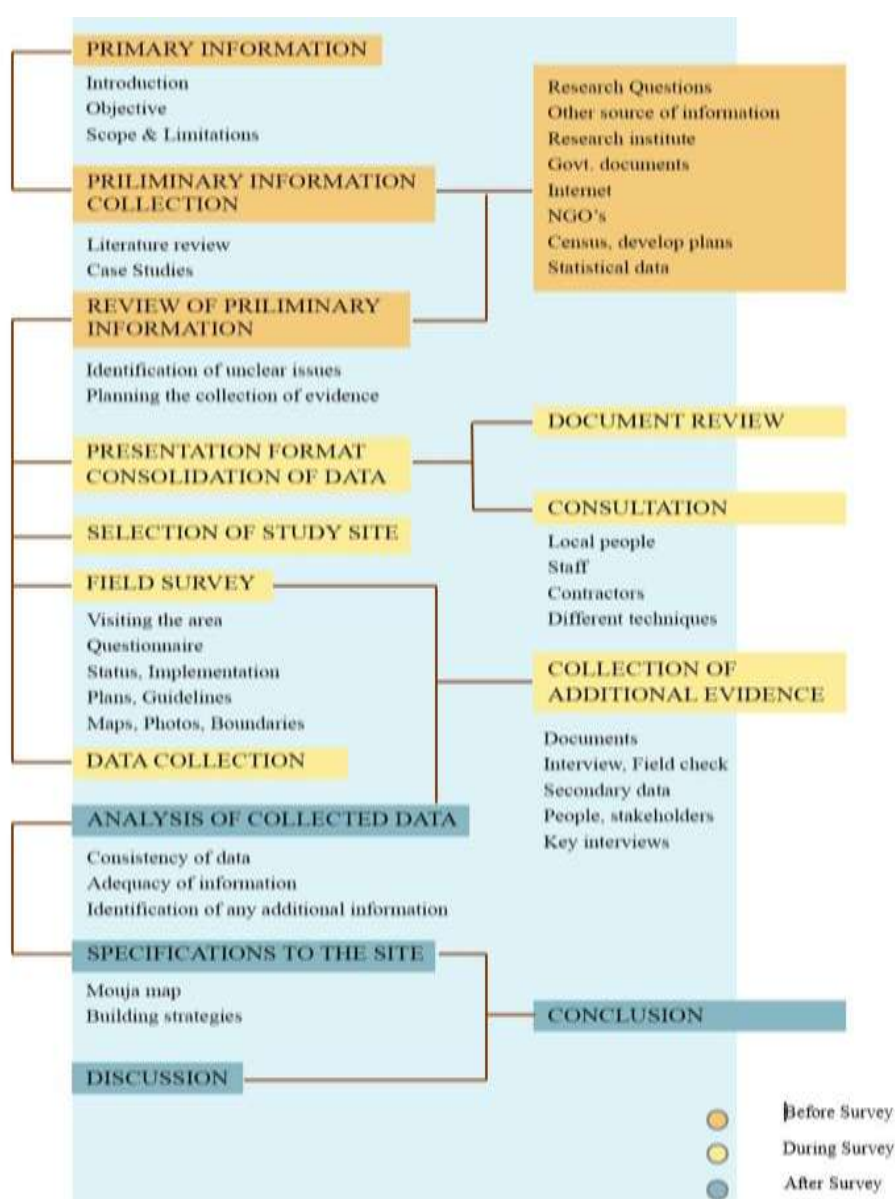 PRIMARY INFORMATION
Introduction
Objective
Scope & Limitations
PRILIMINARY INFORMATION
COLLECTION
Literature review
Case Studies
REVIEW OF PRILIMINARY
INFORMATION
Identification of unclear issues
Planning the collection of evidence
PRESENTATION FORMAT
CONSOLIDATION OF DATA
SELECTION OF STUDY SITE
FIELD SURVEY
Visiting the area
Questionnaire
Status, Implementation
Plans, Guidelines
Maps, Photos, Boundaries
DATA COLLECTION
ANALYSIS OF COLLECTED DATA
Consistency of data
Adequacy of information
Identification of any additional information
SPECIFICATIONS TO THE SITE
Mouja map
Building strategies
DISCUSSION
Research Questions
Other source of information
Research institute
Govt. documents
Internet
NGO's
Census, develop plans
Statistical data
DOCUMENT REVIEW
CONSULTATION
Local people
Staff
Contractors
Different techniques
COLLECTION OF
ADDITIONAL EVIDENCE
Documents
Interview, Field check
Secondary data
People, stakeholders
Key interviews
CONCLUSION
Before Survey
During Survey
After Survey